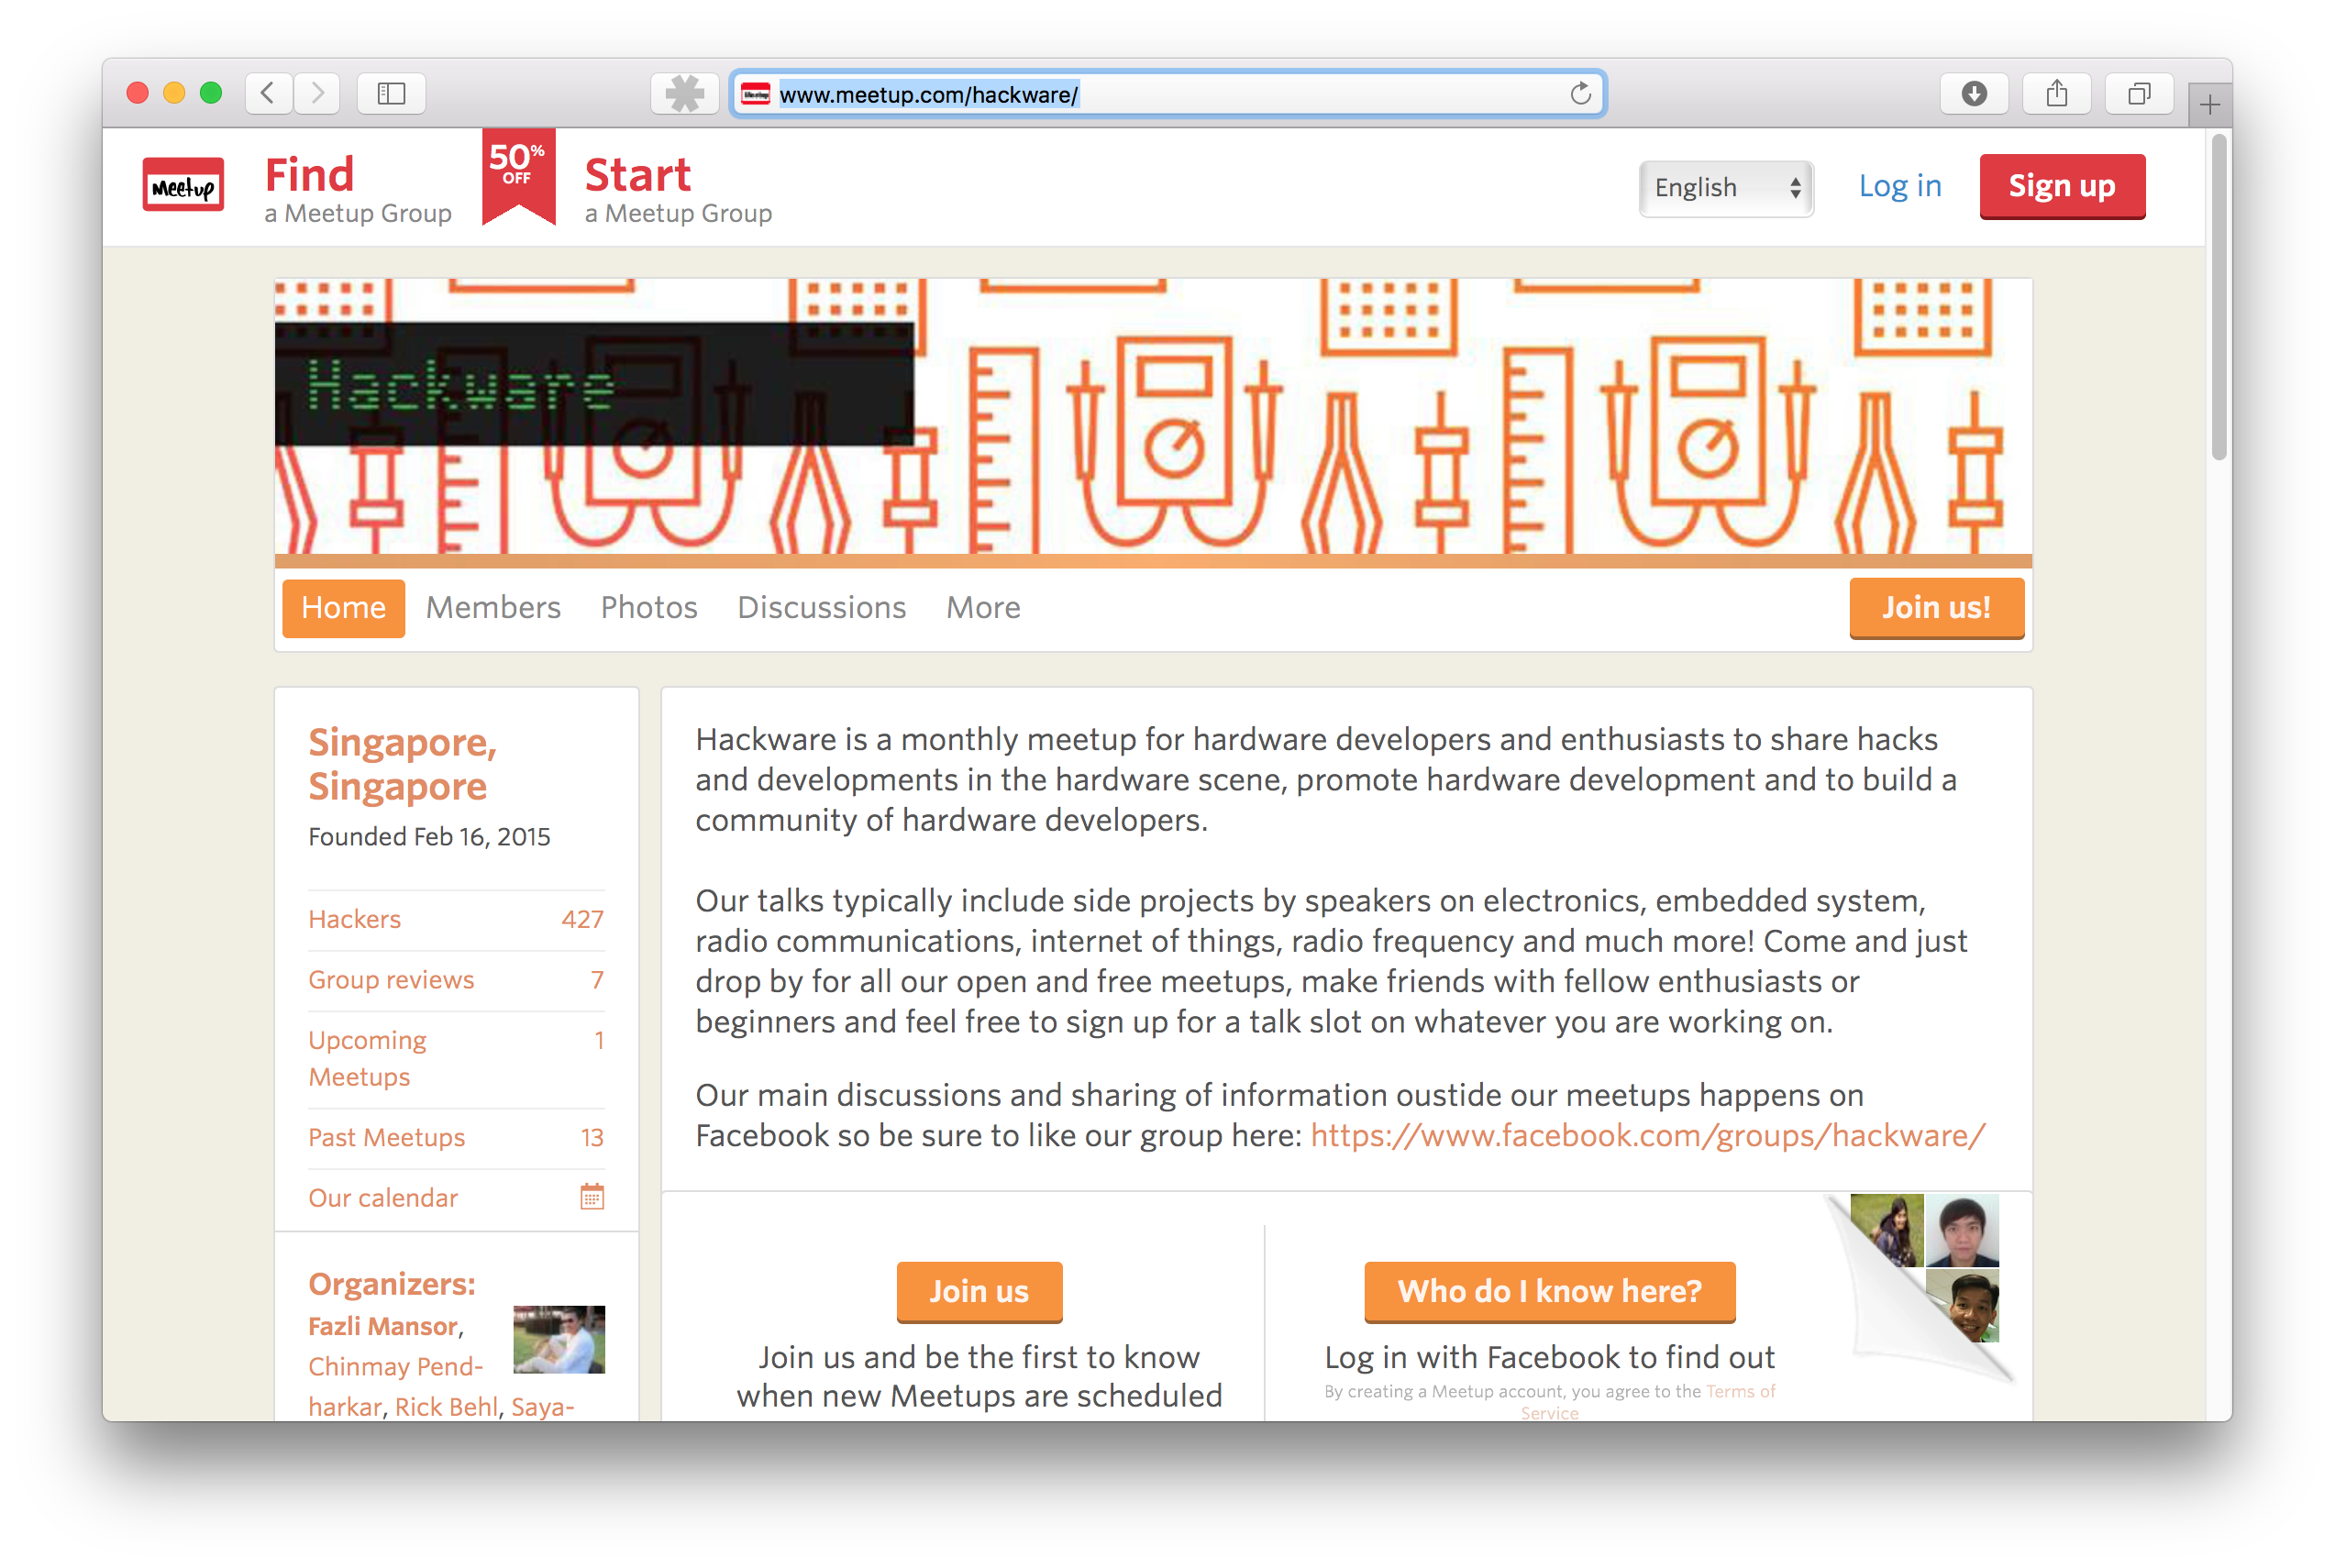 www.meetup.com/hackware/
Meetup
Find
a Meetup Group
50%
OFF
Start
a Meetup Group
English
Log in
Sign up
Hackware
Home Members Photos Discussions More
Join us!
Singapore,
Singapore
Founded Feb 16, 2015
Hackers 427
Group reviews 7
Upcoming 1
Meetups
Past Meetups 13
Our calendar
Organizers:
Fazli Mansor,
Chinmay Pend-
harkar, Rick Behl, Saya-
Hackware is a monthly meetup for hardware developers and enthusiasts to share hacks
and developments in the hardware scene, promote hardware development and to build a
community of hardware developers.
Our talks typically include side projects by speakers on electronics, embedded system,
radio communications, internet of things, radio frequency and much more! Come and just
drop by for all our open and free meetups, make friends with fellow enthusiasts or
beginners and feel free to sign up for a talk slot on whatever you are working on.
Our main discussions and sharing of information oustide our meetups happens on
Facebook so be sure to like our group here: https://www.facebook.com/groups/hackware/
Join us
Join us and be the first to know
when new Meetups are scheduled
Who do I know here?
Log in with Facebook to find out
By creating a Meetup account, you agree to the Terms of
Service